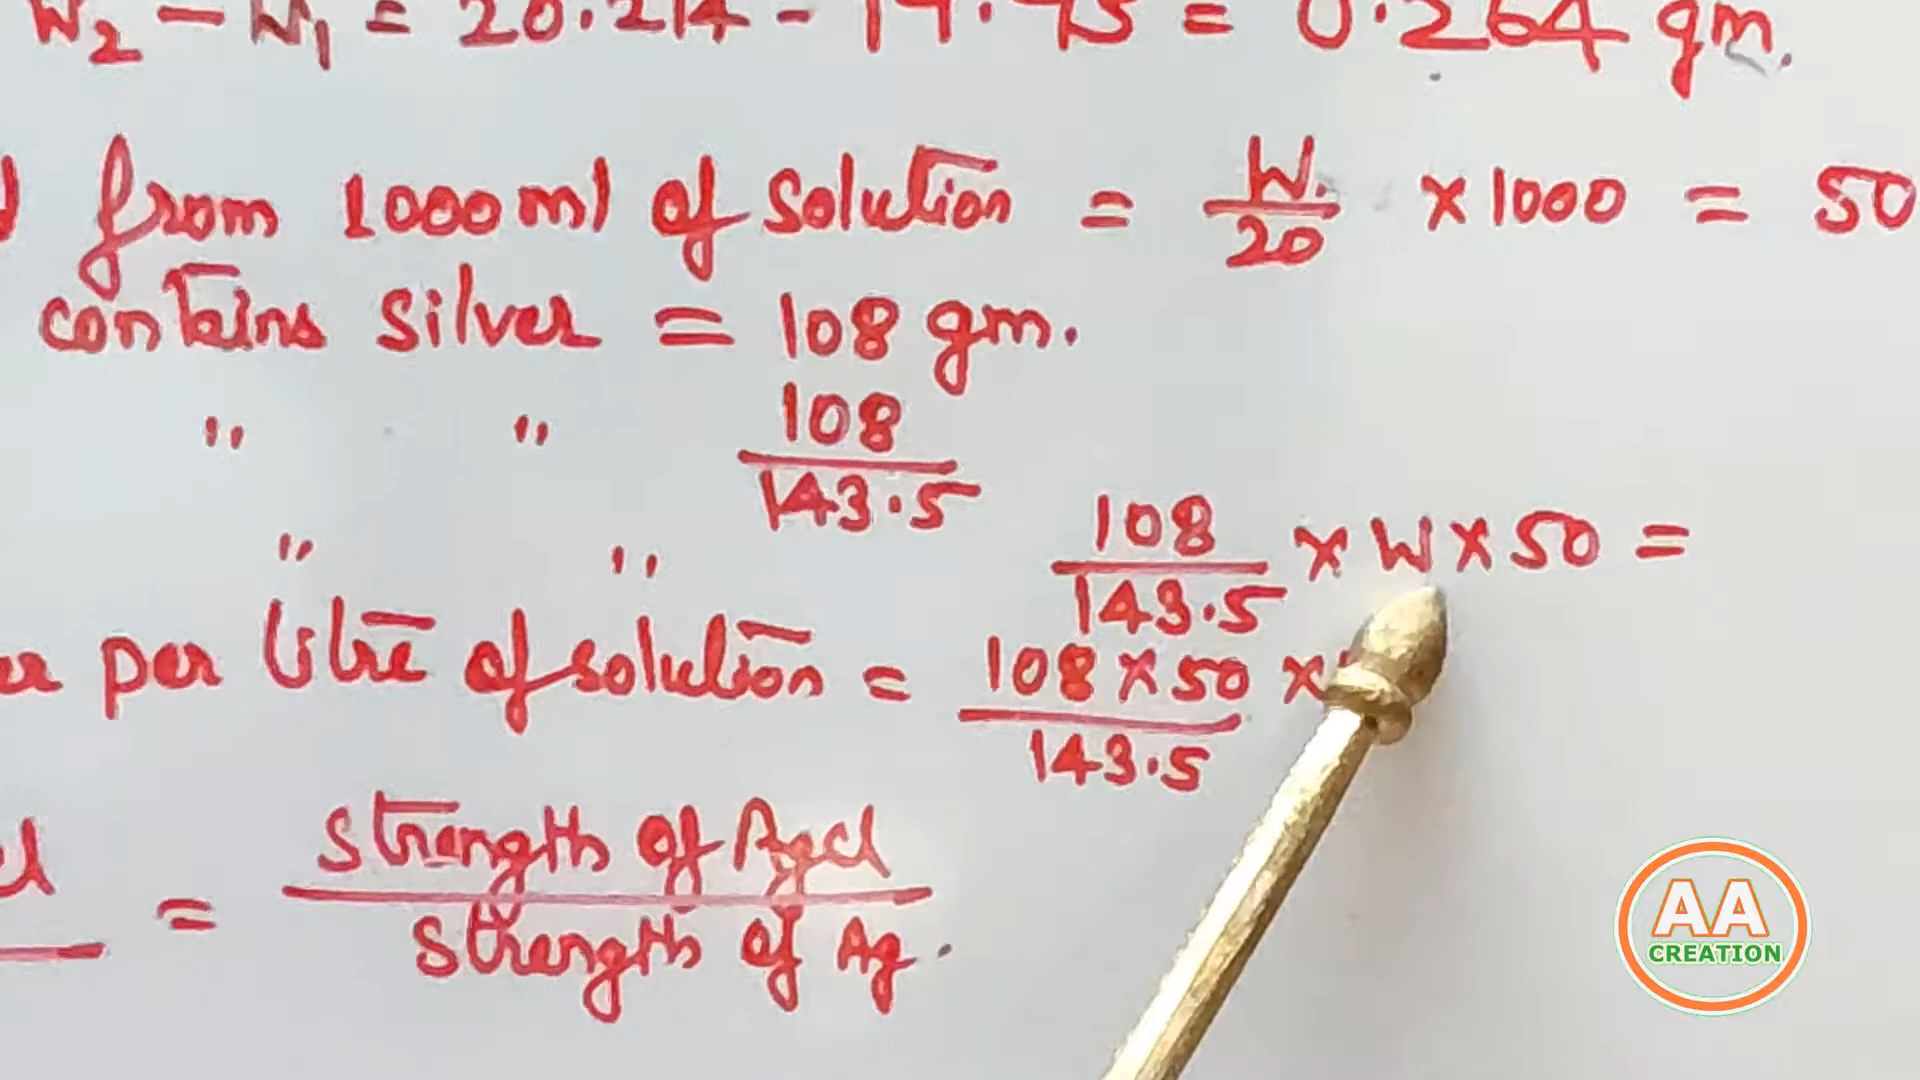 W₂ - W₁ = 20.214 - 19.95 = 0.264 gm.
from 1000 ml of solution = W/20 × 1000 = 50
contains silver = 108 gm.
" " 108/143.5
" " 108/143.5 × W × 50 =
per litre of solution = 108 × 50/143.5 ×
= strength of Agcl/strength of Ag.
AA
CREATION